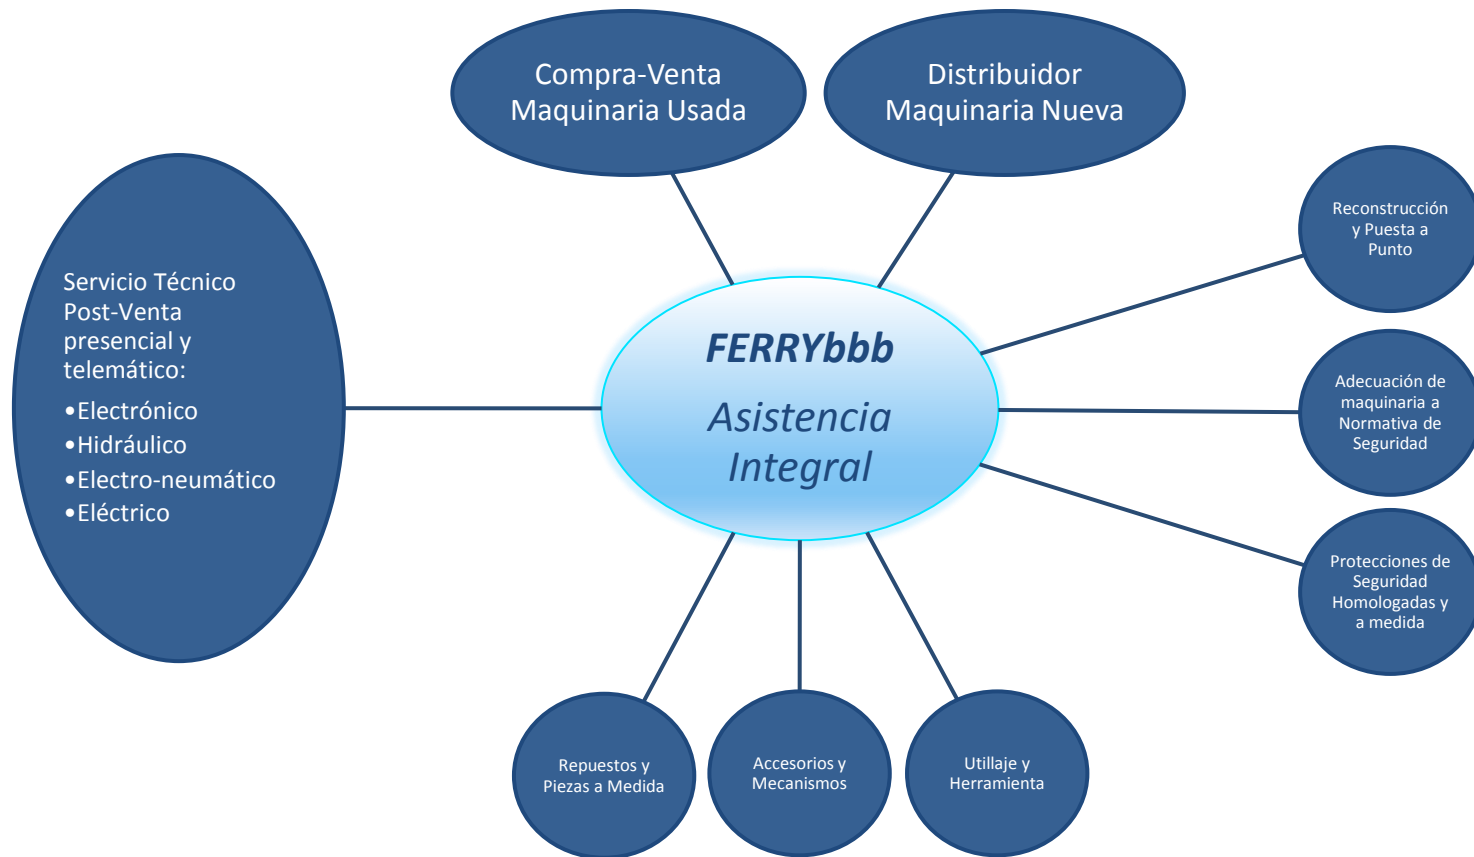 Compra-Venta
Maquinaria Usada
Distribuidor
Maquinaria Nueva
Reconstrucción
y Puesta a
Punto
Servicio Técnico
Post-Venta
presencial y
telemático:
•Electrónico
•Hidráulico
•Electro-neumático
•Eléctrico
FERRYbbb
Asistencia
Integral
Adecuación de
maquinaria a
Normativa de
Seguridad
Protecciones de
Seguridad
Homologadas y
a medida
Repuestos y
Piezas a Medida
Accesorios y
Mecanismos
Utillaje y
Herramienta